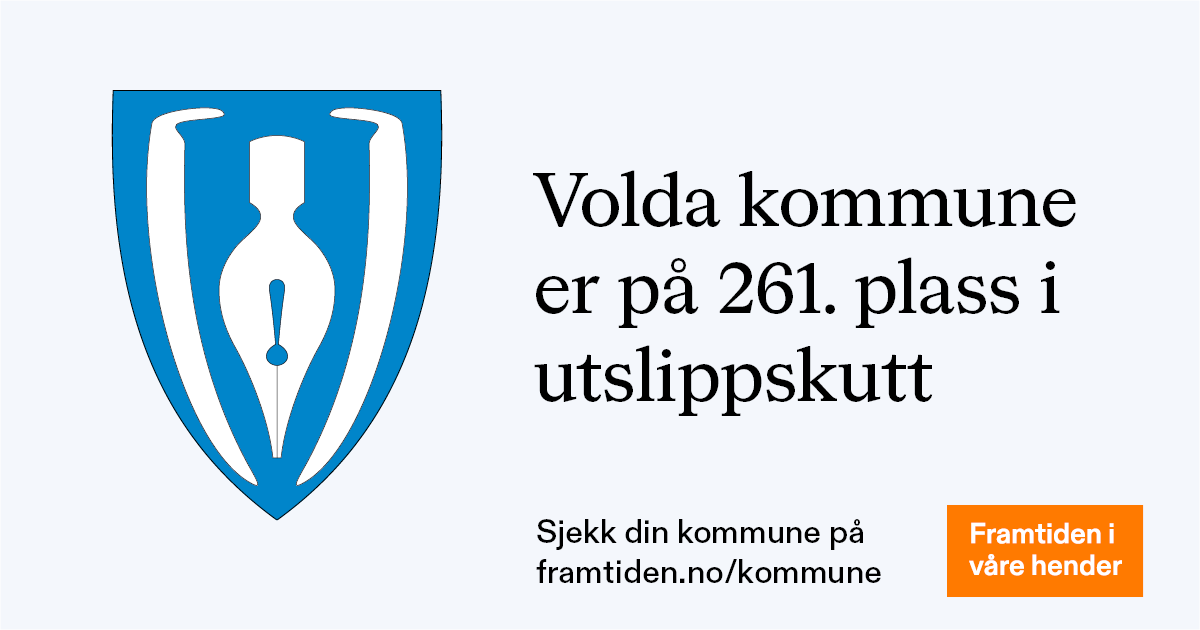 Volda kommune
er på 261. plass i
utslippskutt
Sjekk din kommune på
framtiden.no/kommune
Framtiden i
våre hender